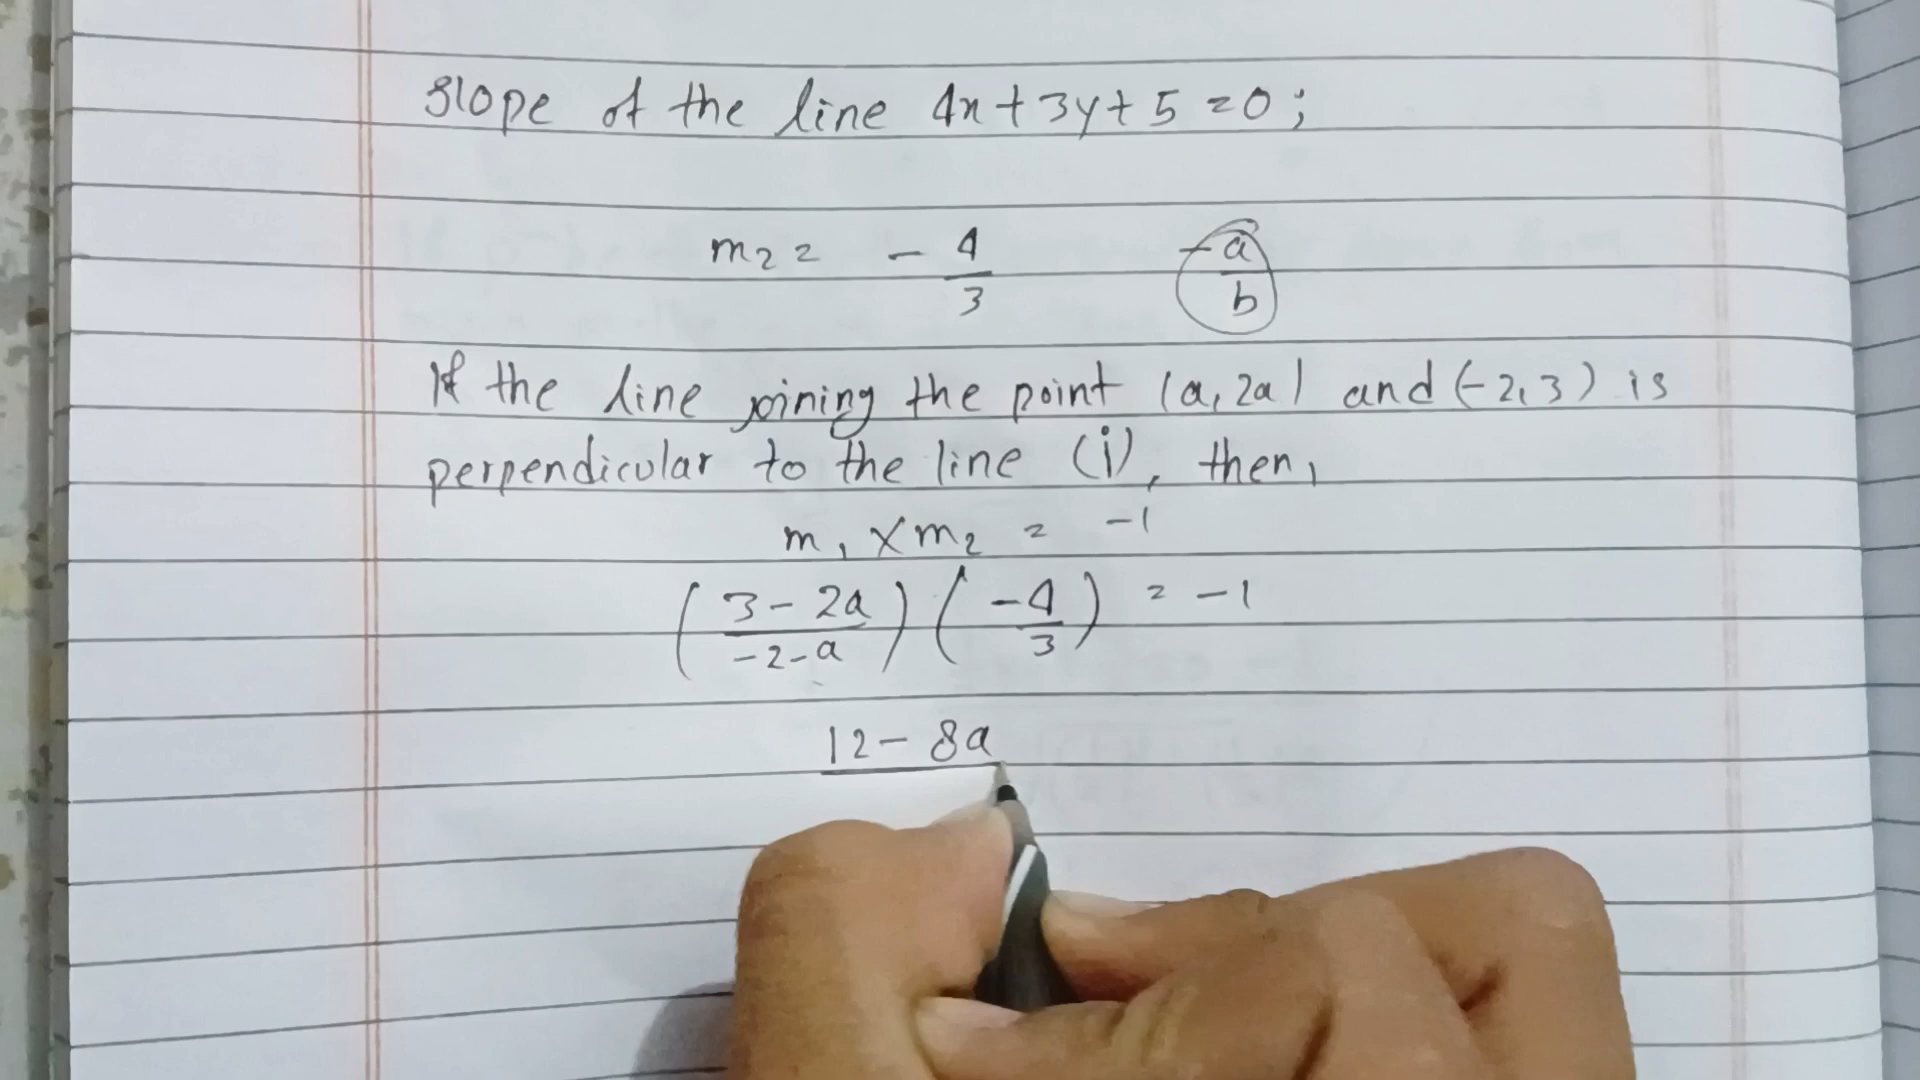 slope of the line 4x + 3y + 5 = 0 ;
m2 = - 4/3 -a/b
If the line joining the point (a, 2a) and (-2, 3) is
perpendicular to the line (i), then,
m1 × m2 = -1
( 3 - 2a / -2 - a ) ( -4 / 3 ) = -1
12 - 8a